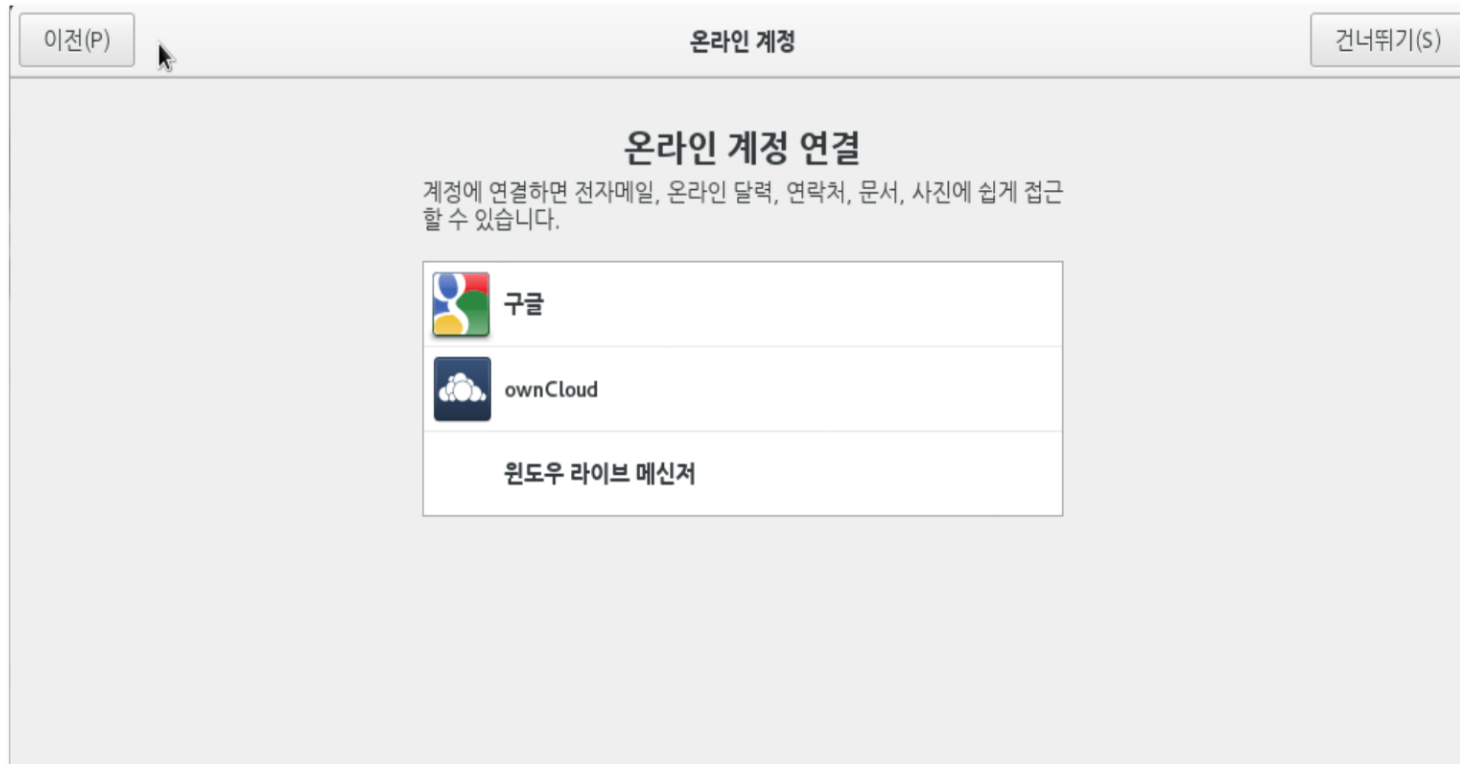 이전(P)
온라인 계정
건너뛰기(S)
온라인 계정 연결
계정에 연결하면 전자메일, 온라인 달력, 연락처, 문서, 사진에 쉽게 접근
할 수 있습니다.
구글
ownCloud
윈도우 라이브 메신저